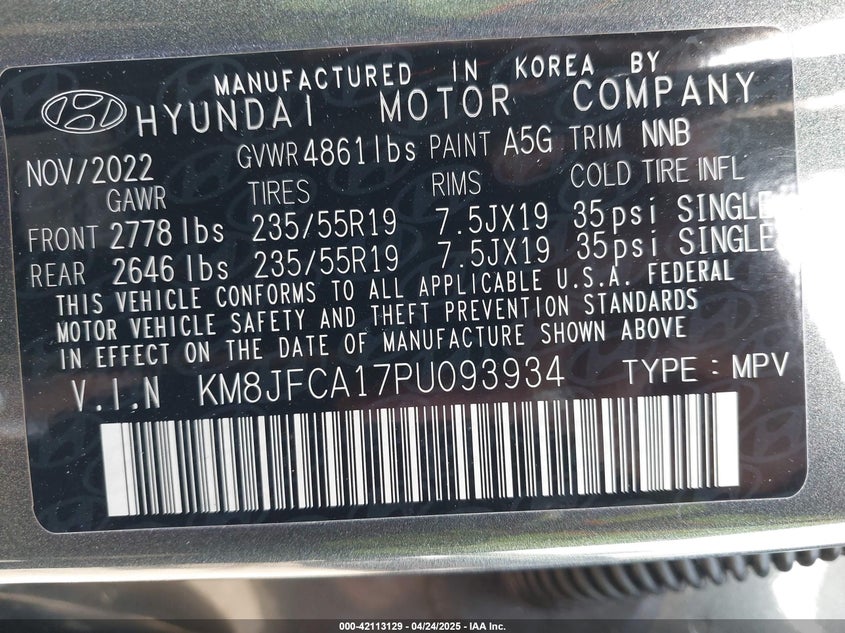 MANUFACTURED IN KOREA BY
HYUNDAI MOTOR COMPANY
NOV/2022 GVWR 4861lbs PAINT A5G TRIM NNB
GAWR TIRES RIMS COLD TIRE INFL
FRONT 2778 lbs 235/55R19 7.5JX19 35psi SINGLE
REAR 2646 lbs 235/55R19 7.5JX19 35psi SINGLE
THIS VEHICLE CONFORMS TO ALL APPLICABLE U.S.A. FEDERAL
MOTOR VEHICLE SAFETY AND THEFT PREVENTION STANDARDS
IN EFFECT ON THE DATE OF MANUFACTURE SHOWN ABOVE
V.I.N KM8JFCA17PU093934 TYPE : MPV
000-42113129 - 04/24/2025 - IAA Inc.